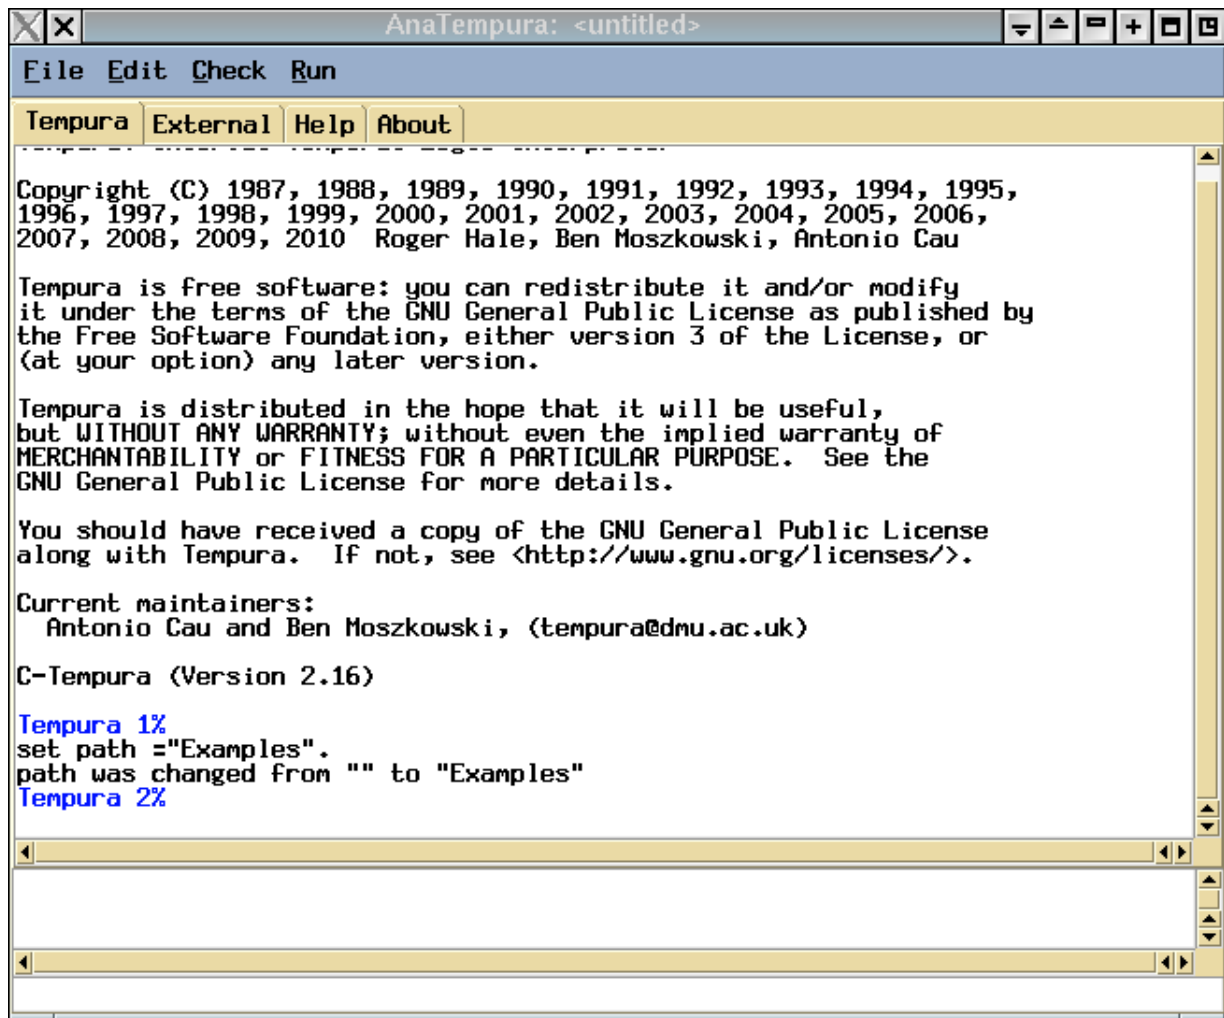 AnaTempura: <untitled>
File Edit Check Run
Tempura External Help About
Copyright (C) 1987, 1988, 1989, 1990, 1991, 1992, 1993, 1994, 1995,
1996, 1997, 1998, 1999, 2000, 2001, 2002, 2003, 2004, 2005, 2006,
2007, 2008, 2009, 2010  Roger Hale, Ben Moszkowski, Antonio Cau
Tempura is free software: you can redistribute it and/or modify
it under the terms of the GNU General Public License as published by
the Free Software Foundation, either version 3 of the License, or
(at your option) any later version.
Tempura is distributed in the hope that it will be useful,
but WITHOUT ANY WARRANTY; without even the implied warranty of
MERCHANTABILITY or FITNESS FOR A PARTICULAR PURPOSE.  See the
GNU General Public License for more details.
You should have received a copy of the GNU General Public License
along with Tempura.  If not, see <http://www.gnu.org/licenses/>.
Current maintainers:
  Antonio Cau and Ben Moszkowski, (tempura@dmu.ac.uk)
C-Tempura (Version 2.16)
Tempura 1%
set path ="Examples".
path was changed from "" to "Examples"
Tempura 2%